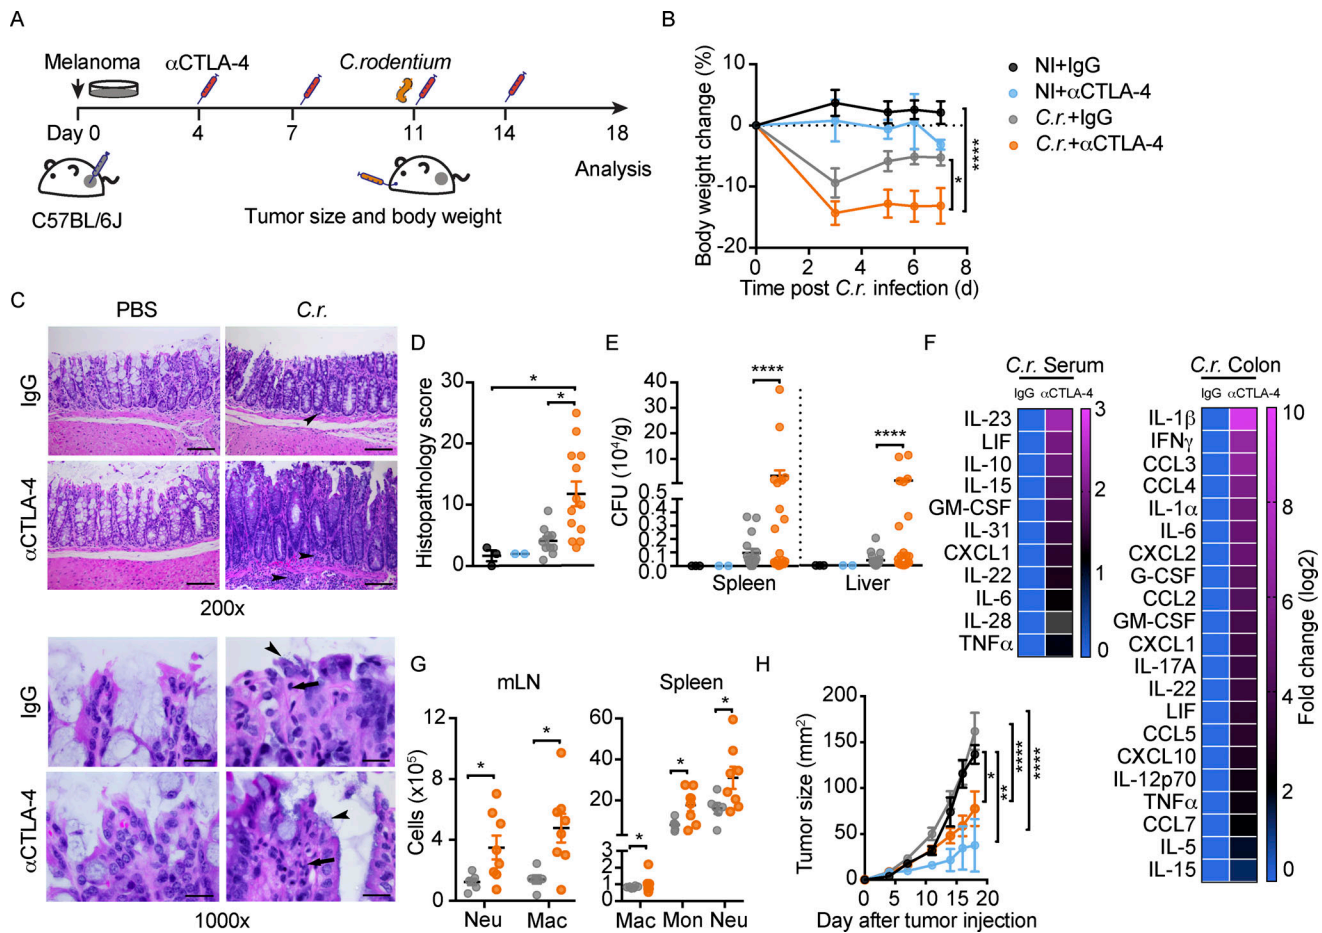 A
Melanoma
αCTLA-4
C.rodentium
Day 0
4
7
11
14
18
Analysis
C57BL/6J
Tumor size and body weight
B
Body weight change (%)
10
0
-10
-20
0 2 4 6 8
Time post C.r. infection (d)
*
****
NI+IgG
NI+αCTLA-4
C.r.+IgG
C.r.+αCTLA-4
C
PBS
C.r.
IgG
αCTLA-4
200x
IgG
αCTLA-4
1000x
D
Histopathology score
30
20
10
0
*
*
E
CFU (10⁴/g)
40
30
20
10
0.5
0.5
0.4
0.3
0.2
0.1
0.0
****
****
Spleen
Liver
F
C.r. Serum
IgG αCTLA-4
IL-23
LIF
IL-10
IL-15
GM-CSF
IL-31
CXCL1
IL-22
IL-6
IL-28
TNFα
3
2
1
0
C.r. Colon
IgG αCTLA-4
IL-1β
IFNγ
CCL3
CCL4
IL-1α
IL-6
CXCL2
G-CSF
CCL2
GM-CSF
CXCL1
IL-17A
IL-22
LIF
CCL5
CXCL10
IL-12p70
TNFα
CCL7
IL-5
IL-15
10
8
6
4
2
0
Fold change (log2)
G
mLN
Cells (x10⁵)
12
8
4
0
*
*
Neu
Mac
Spleen
60
40
20
3
2
1
0
*
*
*
Mac
Mon
Neu
H
Tumor size (mm²)
200
150
100
50
0
0 5 10 15 20
Day after tumor injection
*
**
****
****